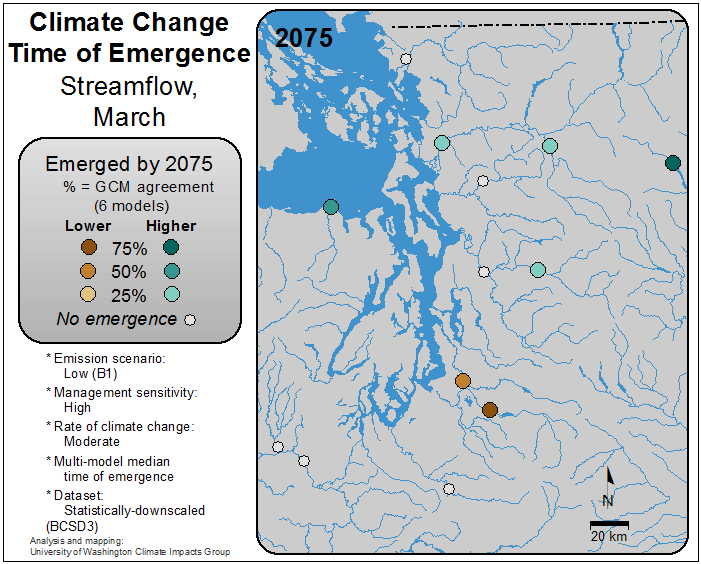 Climate Change
Time of Emergence
Streamflow,
March
Emerged by 2075
% = GCM agreement
(6 models)
Lower Higher
75%
50%
25%
No emergence
* Emission scenario:
Low (B1)
* Management sensitivity:
High
* Rate of climate change:
Moderate
* Multi-model median
time of emergence
* Dataset:
Statistically-downscaled
(BCSD3)
Analysis and mapping:
University of Washington Climate Impacts Group
2075
N
20 km